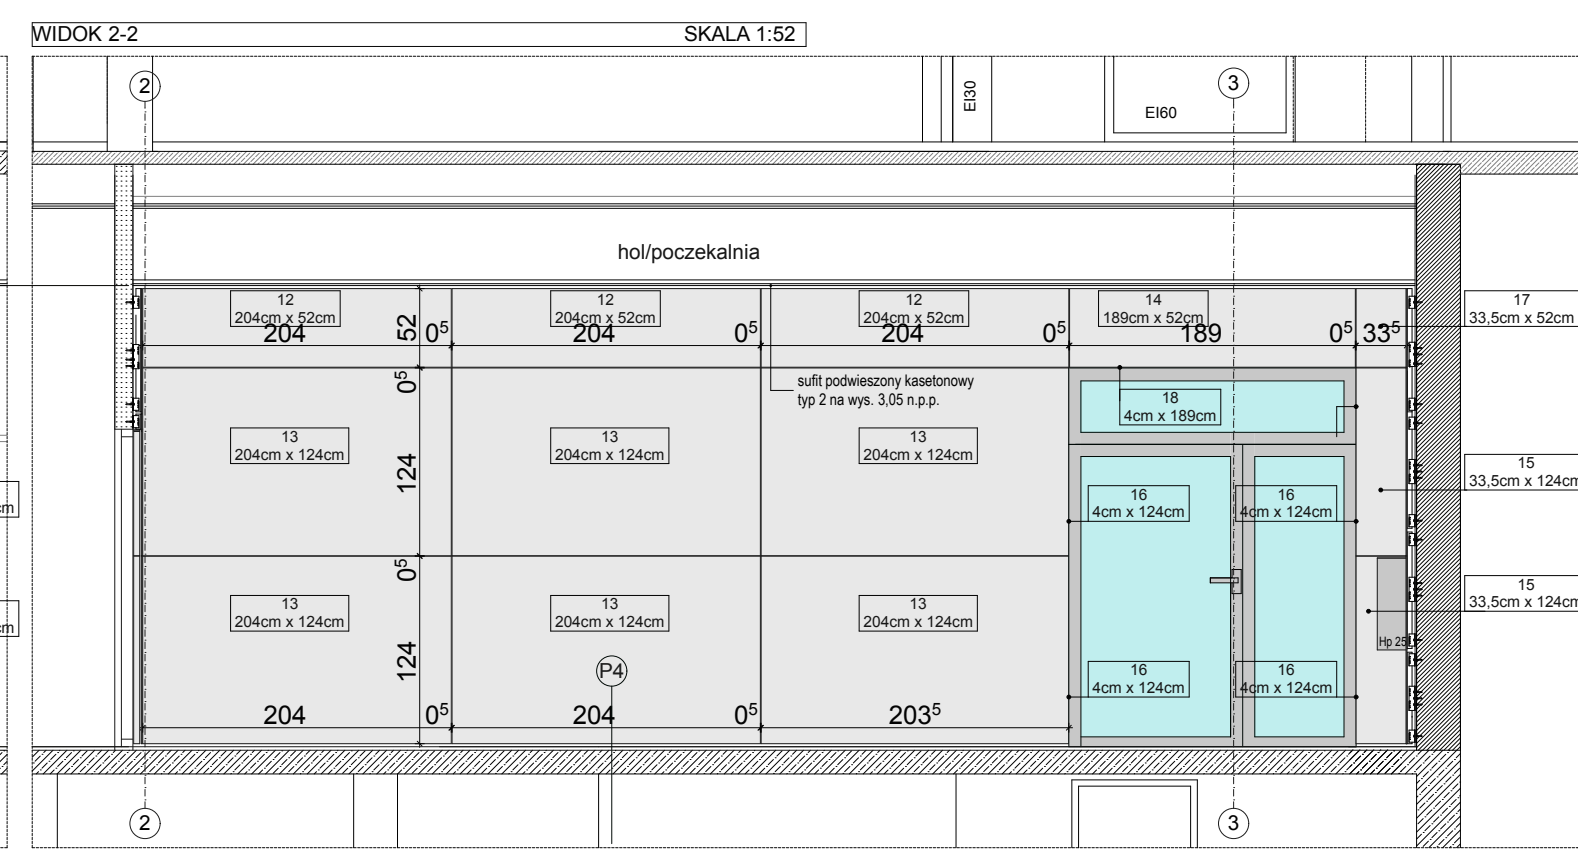 WIDOK 2-2 SKALA 1:52
2
EI30
EI60
3
hol/poczekalnia
12
204cm x 52cm
12
204cm x 52cm
12
204cm x 52cm
14
189cm x 52cm
17
33,5cm x 52cm
204 52 0⁵ 204 0⁵ 204 0⁵ 189 0⁵ 33⁵
0⁵
sufit podwieszony kasetonowy
typ 2 na wys. 3,05 n.p.p.
18
4cm x 189cm
13
204cm x 124cm
124
13
204cm x 124cm
13
204cm x 124cm
15
33,5cm x 124cm
16
4cm x 124cm
16
4cm x 124cm
cm
0⁵
13
204cm x 124cm
13
204cm x 124cm
13
204cm x 124cm
15
33,5cm x 124cm
cm
Hp 25
124
P4
16
4cm x 124cm
16
4cm x 124cm
204 0⁵ 204 0⁵ 203⁵
2
3